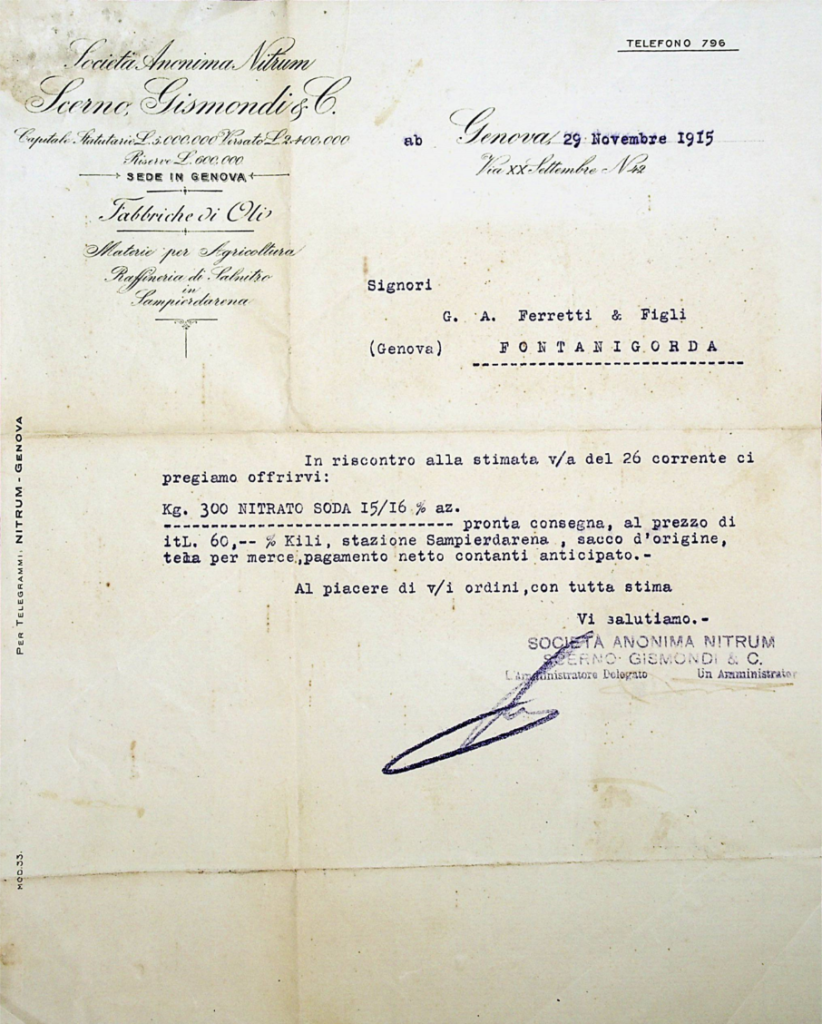 TELEFONO 796
Società Anonima Nitrum
Scerno, Gismondi & C.
Capitale Statutario L. 5.000.000 Versato L. 2.400.000
Riserve L. 600.000
SEDE IN GENOVA
Fabbriche di Oli
Materie per Agricoltura
Raffineria di Salnitro
in
Sampierdarena
ab Genova, 29 Novembre 1915
Via XX Settembre N. 42
Signori
G. A. Ferretti & Figli
(Genova) FONTANIGORDA
PER TELEGRAMMI: NITRUM - GENOVA
In riscontro alla stimata v/a del 26 corrente ci
pregiamo offrirvi:
Kg. 300 NITRATO SODA 15/16 % az.
------------------------------ pronta consegna, al prezzo di
itL. 60,-- % Kili, stazione Sampierdarena , sacco d'origine,
tela per merce,pagamento netto contanti anticipato.-
Al piacere di v/i ordini,con tutta stima
Vi salutiamo.-
SOCIETÀ ANONIMA NITRUM
SCERNO- GISMONDI & C.
L'Amministratore Delegato Un Amministrator
MOD.33.